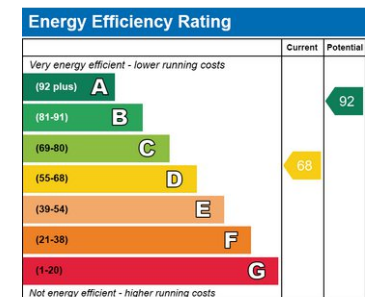 Energy Efficiency Rating
Current Potential
Very energy efficient - lower running costs
(92 plus) A
92
(81-91) B
(69-80) C
68
(55-68) D
(39-54) E
(21-38) F
(1-20) G
Not energy efficient - higher running costs